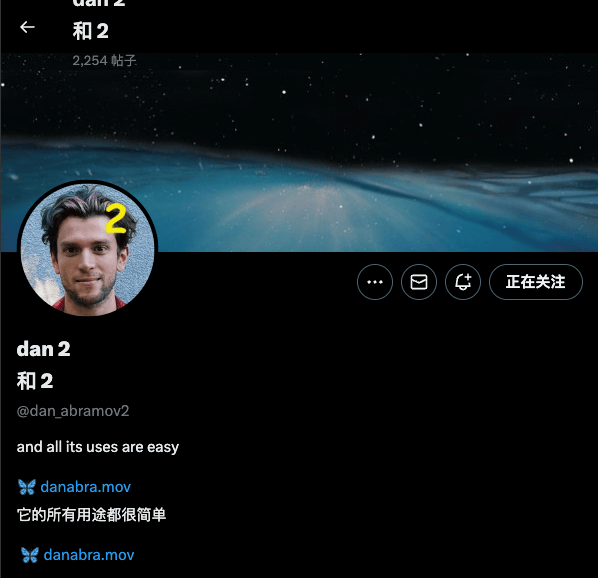 dan 2
和 2
2,254 帖子
2
正在关注
dan 2
和 2
@dan_abramov2
and all its uses are easy
🦋 danabra.mov
它的所有用途都很简单
🦋 danabra.mov